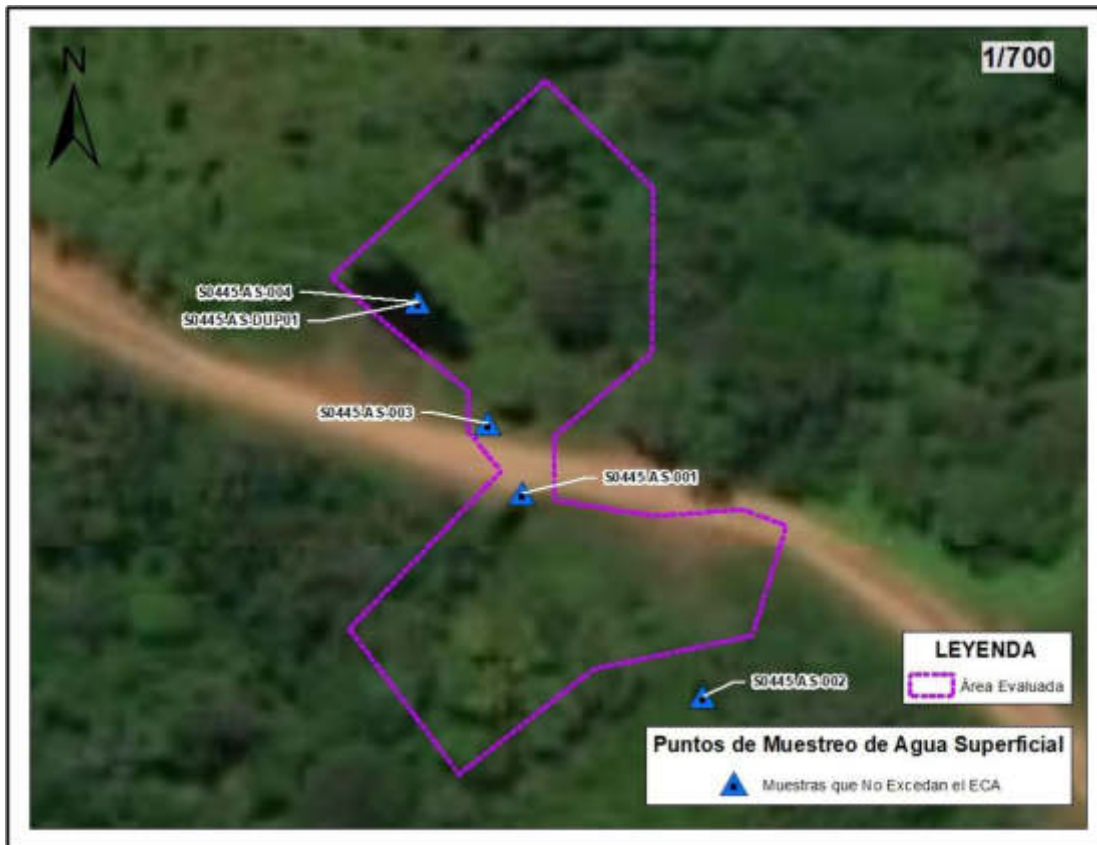 1/700
N
S0445-AS-004
S0445-AS-DUP01
S0445-AS-003
S0445-AS-001
S0445-AS-002
LEYENDA
Área Evaluada
Puntos de Muestreo de Agua Superficial
Muestras que No Excedan el ECA